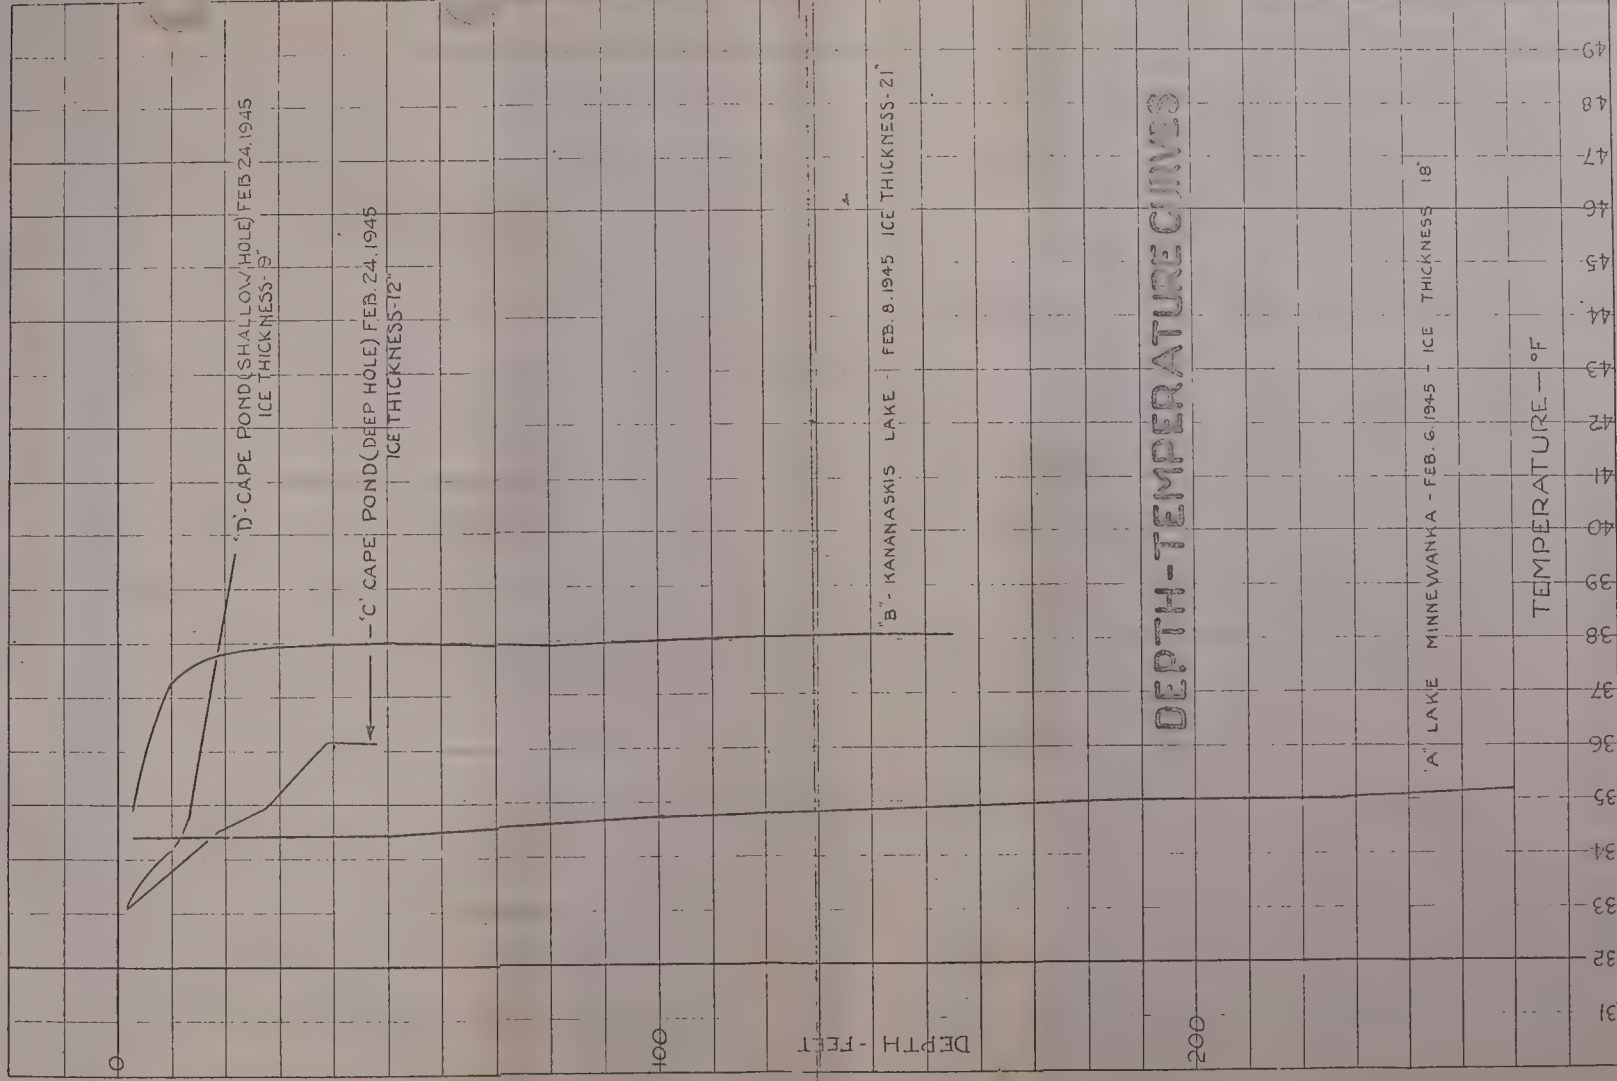 "D"-CAPE POND (SHALLOW HOLE) FEB 24.1945
ICE THICKNESS-9"
'C' CAPE POND (DEEP HOLE) FEB. 24.1945
ICE THICKNESS-12"
"B"- KANANASKIS LAKE - FEB. 8.1945 ICE THICKNESS-21"
DEPTH-TEMPERATURE CURVES
"A" LAKE MINNEWANKA - FEB. 6.1945 - ICE THICKNESS 18"
TEMPERATURE — °F
31 32 33 34 35 36 37 38 39 40 41 42 43 44 45 46 47 48 49
DEPTH - FEET
0
100
200